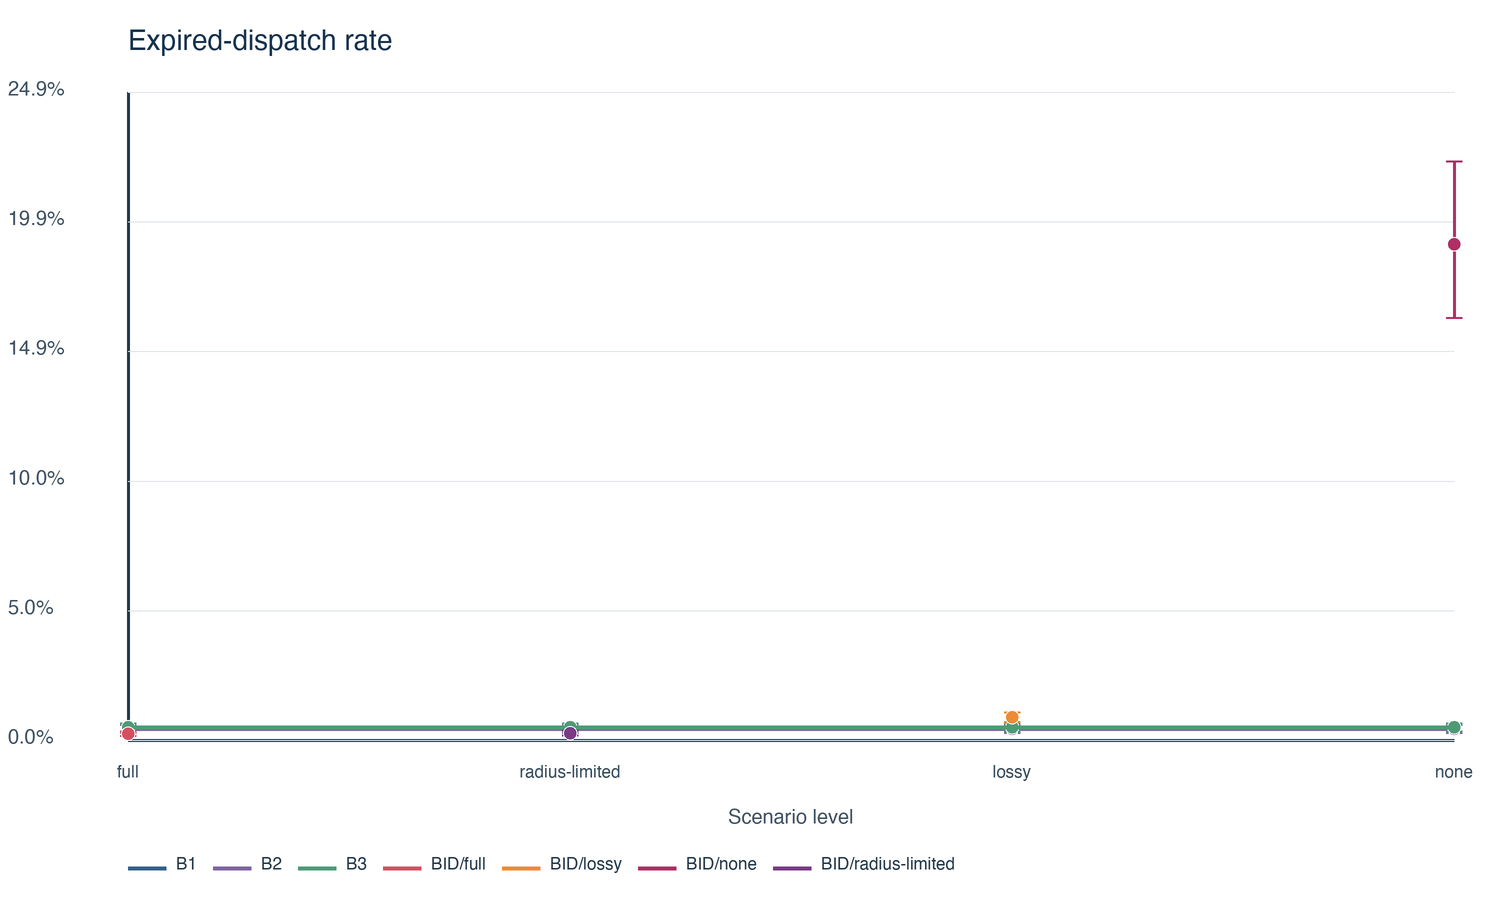 Expired-dispatch rate
24.9%
19.9%
14.9%
10.0%
5.0%
0.0%
full radius-limited lossy none
Scenario level
B1 B2 B3 BID/full BID/lossy BID/none BID/radius-limited